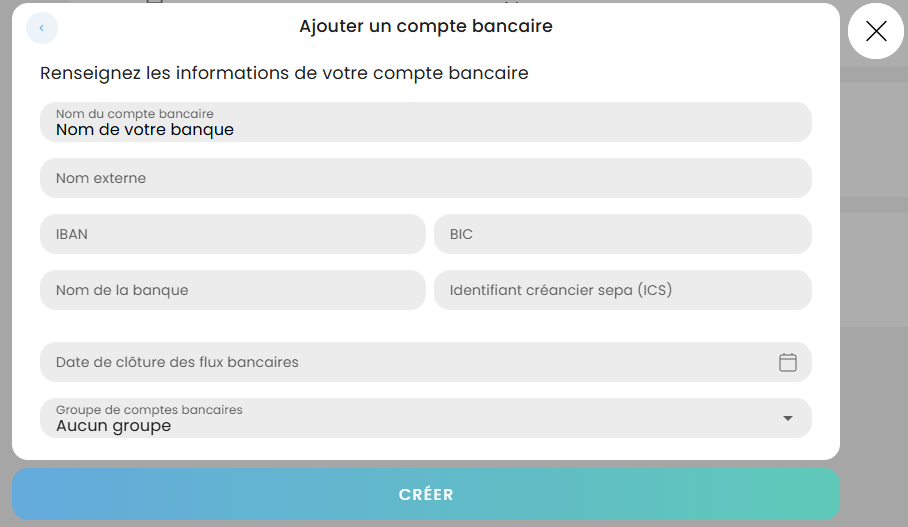 Ajouter un compte bancaire
Renseignez les informations de votre compte bancaire
Nom du compte bancaire
Nom de votre banque
Nom externe
IBAN
BIC
Nom de la banque
Identifiant créancier sepa (ICS)
Date de clôture des flux bancaires
Groupe de comptes bancaires
Aucun groupe
CRÉER